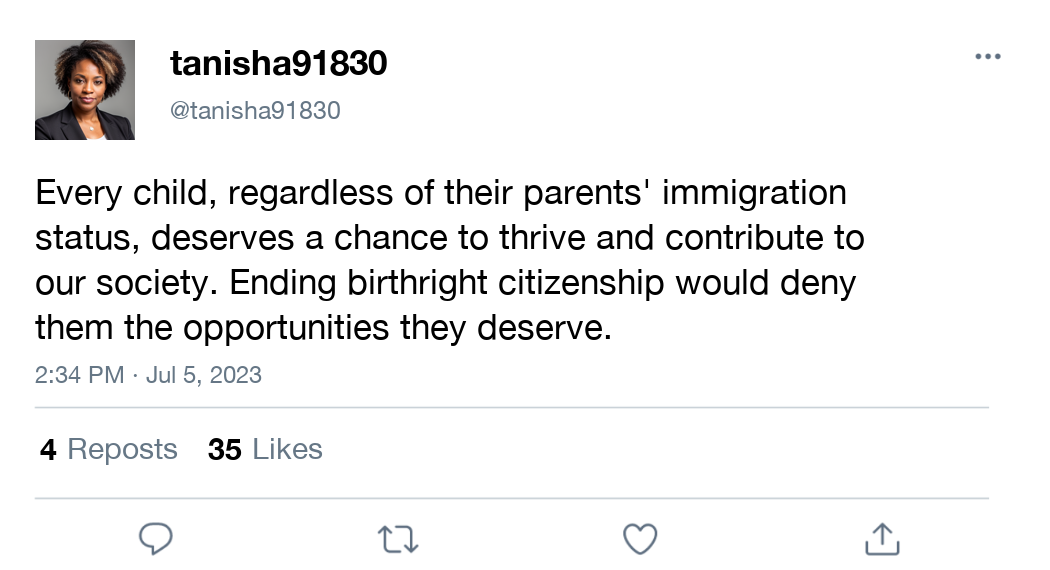 tanisha91830
@tanisha91830
Every child, regardless of their parents' immigration
status, deserves a chance to thrive and contribute to
our society. Ending birthright citizenship would deny
them the opportunities they deserve.
2:34 PM · Jul 5, 2023
4 Reposts 35 Likes